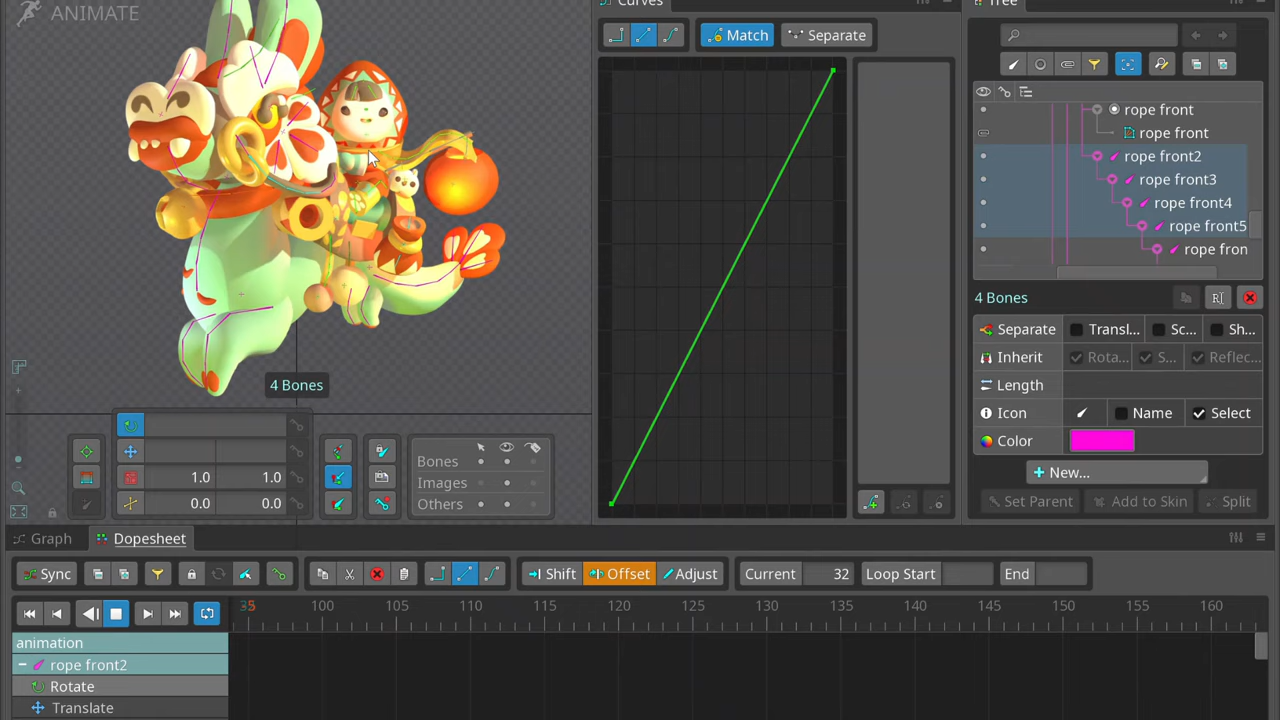 ANIMATE
Curves
Tree
Match
Separate
rope front
rope front
rope front2
rope front3
rope front4
rope front5
rope fron
4 Bones
Separate Transl... Sc... Sh...
Inherit Rota... S... Reflec...
Length
Icon Name Select
Color
New...
Set Parent Add to Skin Split
4 Bones
1.0 1.0
0.0 0.0
Bones
Images
Others
Graph Dopesheet
Sync Shift Offset Adjust Current 32 Loop Start End
100 105 110 115 120 125 130 135 140 145 150 155 160
animation
rope front2
Rotate
Translate